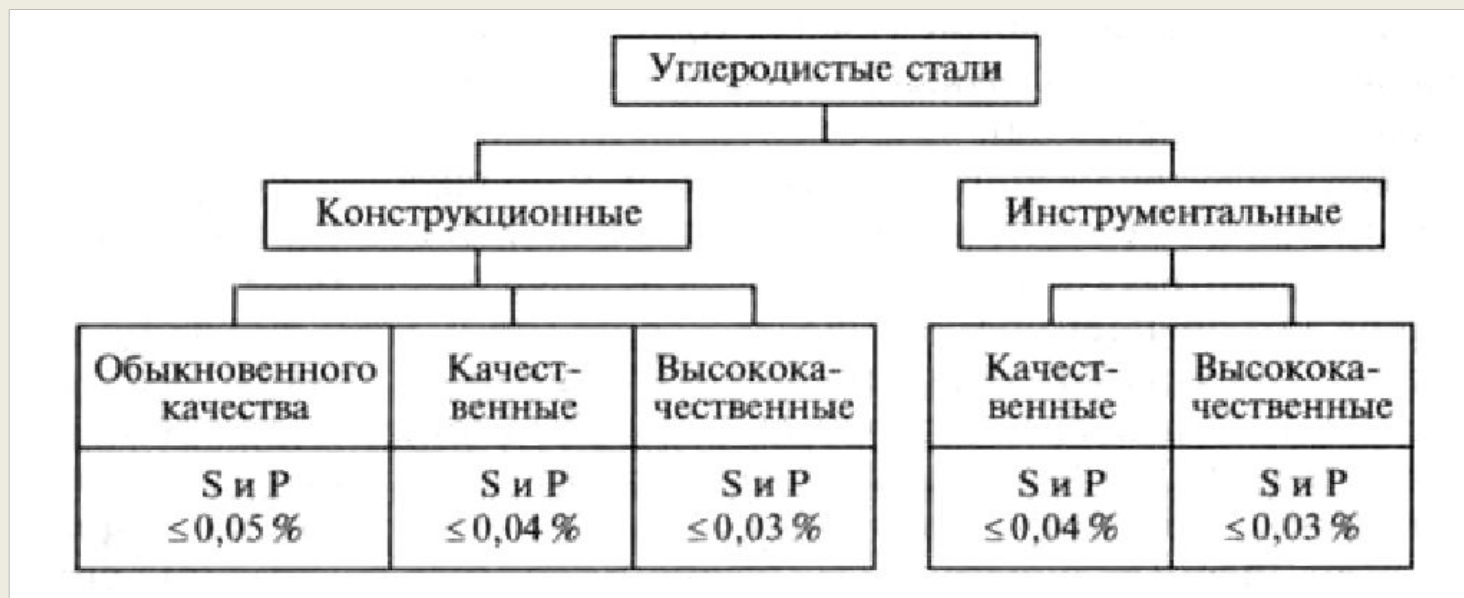 Углеродистые стали
Конструкционные
Инструментальные
Обыкновенного
качества
Качест-
венные
Высокока-
чественные
Качест-
венные
Высокока-
чественные
S и P
≤0,05 %
S и P
≤0,04 %
S и P
≤0,03 %
S и P
≤0,04 %
S и P
≤0,03 %